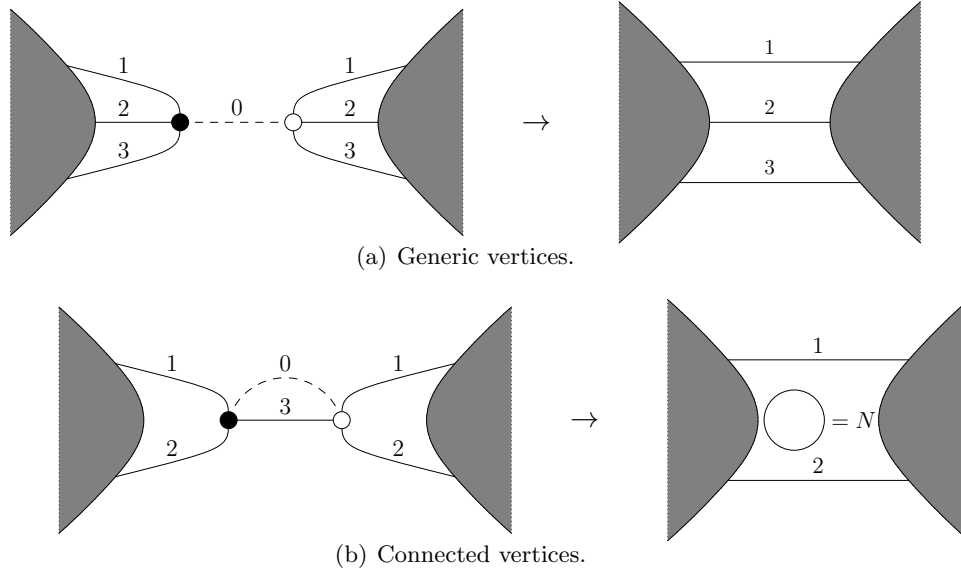 1 1 1
2 0 2 → 2
3 3 3
(a) Generic vertices.
1 0 1 1
3 → = N
2 2 2
(b) Connected vertices.